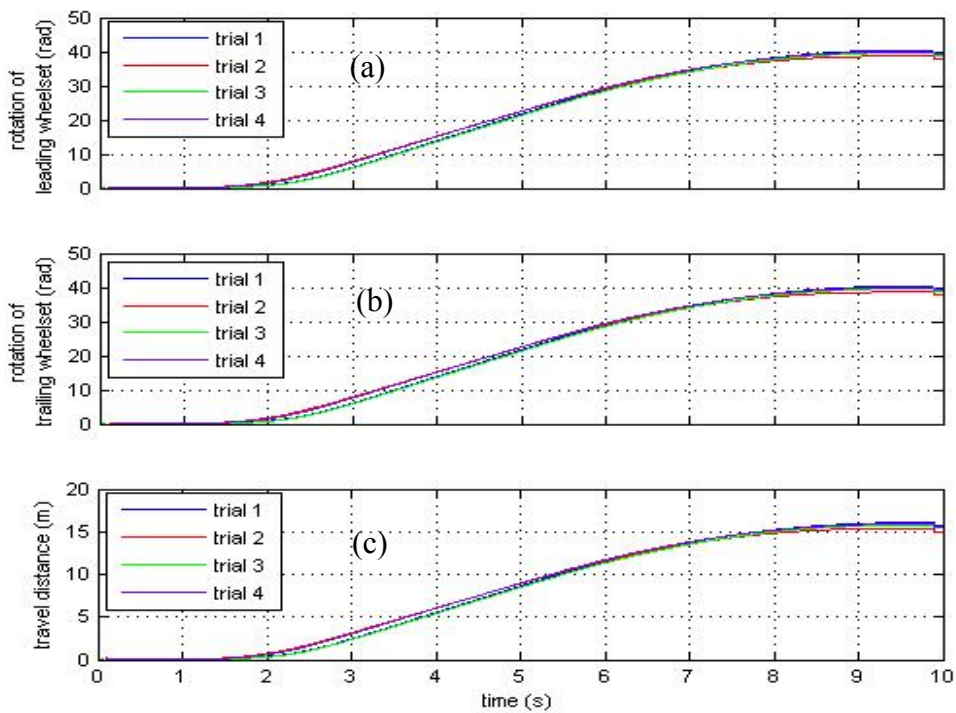 50
40
30
20
10
0
rotation of
leading wheelset (rad)
trial 1
trial 2
trial 3
trial 4
(a)
50
40
30
20
10
0
rotation of
trailing wheelset (rad)
trial 1
trial 2
trial 3
trial 4
(b)
20
15
10
5
0
travel distance (m)
trial 1
trial 2
trial 3
trial 4
(c)
0 1 2 3 4 5 6 7 8 9 10
time (s)